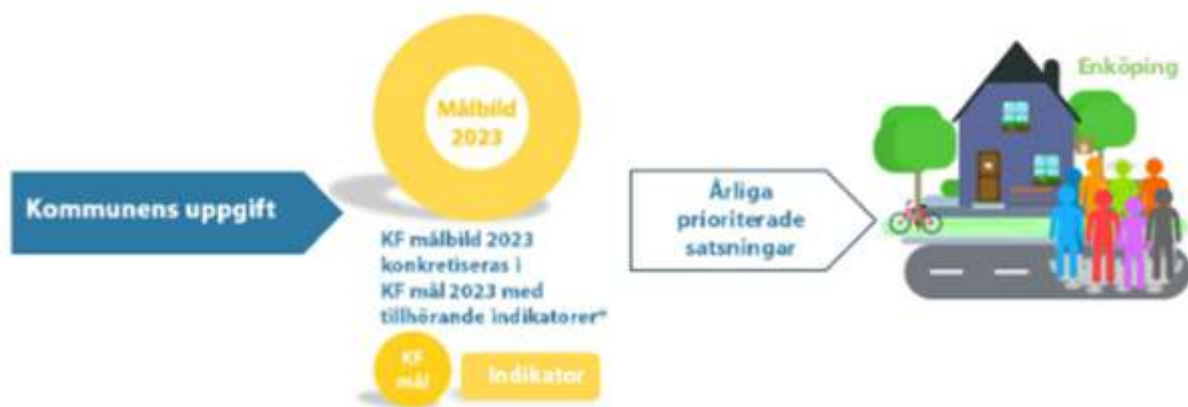 Kommunens uppgift
Målbild
2023
KF målbild 2023
konkretiseras i
KF mål 2023 med
tillhörande indikatorer*
KF
mål
Indikator
Årliga
prioriterade
satsningar
Enköping